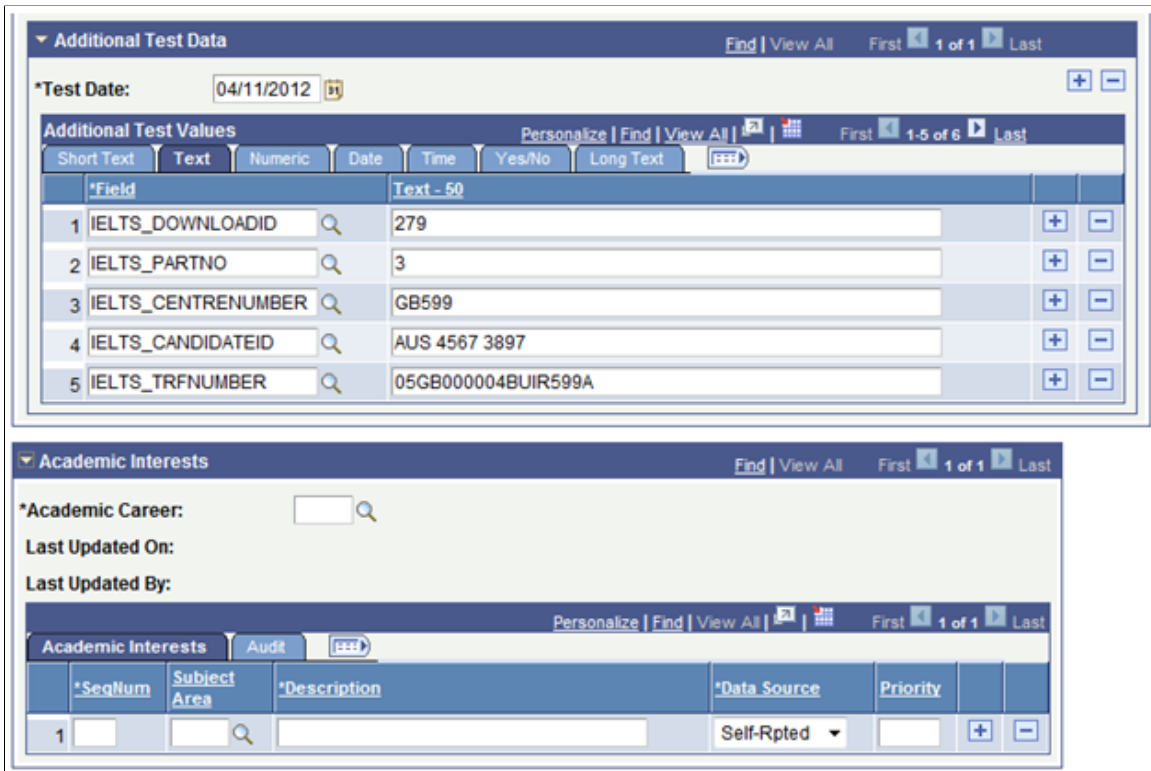 Additional Test Data Find | View All First 1 of 1 Last
*Test Date: 04/11/2012
Additional Test Values Personalize | Find | View All | | First 1-5 of 6 Last
Short Text Text Numeric Date Time Yes/No Long Text
*Field Text - 50
1 IELTS_DOWNLOADID 279
2 IELTS_PARTNO 3
3 IELTS_CENTRENUMBER GB599
4 IELTS_CANDIDATEID AUS 4567 3897
5 IELTS_TRFNUMBER 05GB000004BUIR599A
Academic Interests Find | View All First 1 of 1 Last
*Academic Career:
Last Updated On:
Last Updated By:
Personalize | Find | View All | | First 1 of 1 Last
Academic Interests Audit
*SeqNum Subject Area *Description *Data Source Priority
1 Self-Rpted